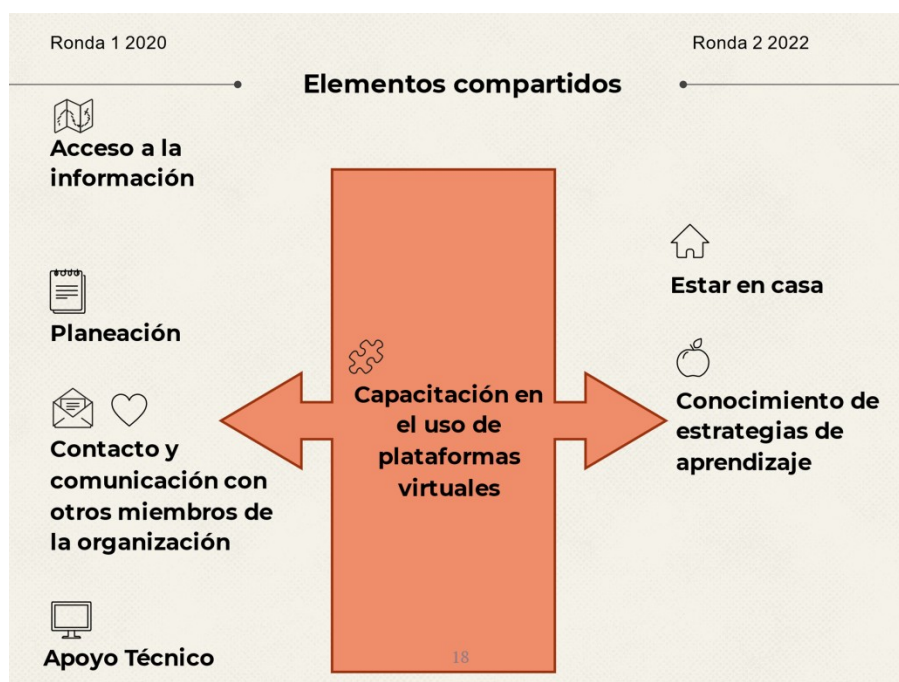 Ronda 1 2020
Ronda 2 2022
Elementos compartidos
Acceso a la
información
Planeación
Contacto y
comunicación con
otros miembros de
la organización
Apoyo Técnico
Capacitación en
el uso de
plataformas
virtuales
Estar en casa
Conocimiento de
estrategias de
aprendizaje
18